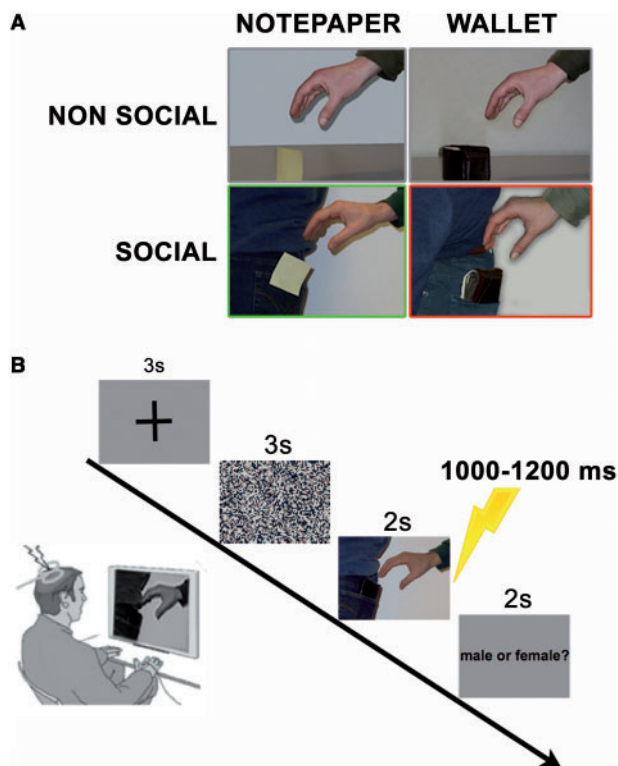 A
NOTEPAPER WALLET
NON SOCIAL
SOCIAL
B
3s
3s
1000-1200 ms
2s
2s
male or female?